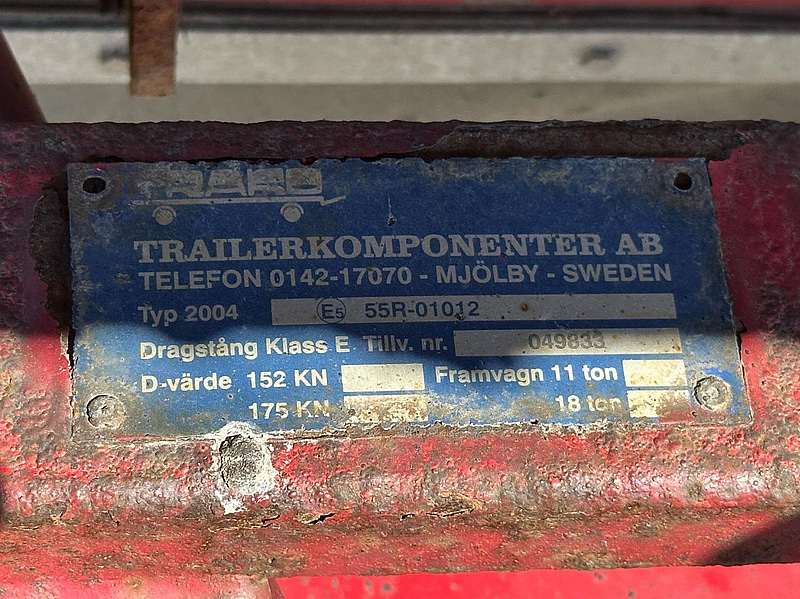 TRAILERKOMPONENTER AB
TELEFON 0142-17070 - MJÖLBY - SWEDEN
Typ 2004 E5 55R-01012
Dragstång Klass E Tillv. nr. 049833
D-värde 152 KN Framvagn 11 ton
175 KN 18 ton